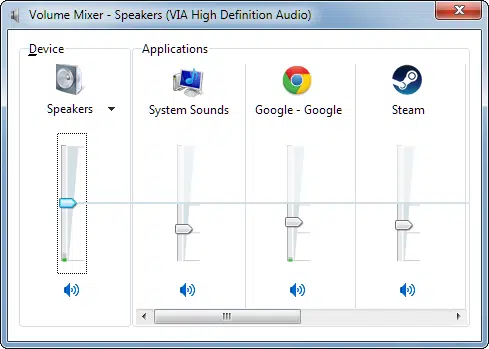 Volume Mixer - Speakers (VIA High Definition Audio)
Device
Applications
Speakers
System Sounds
Google - Google
Steam